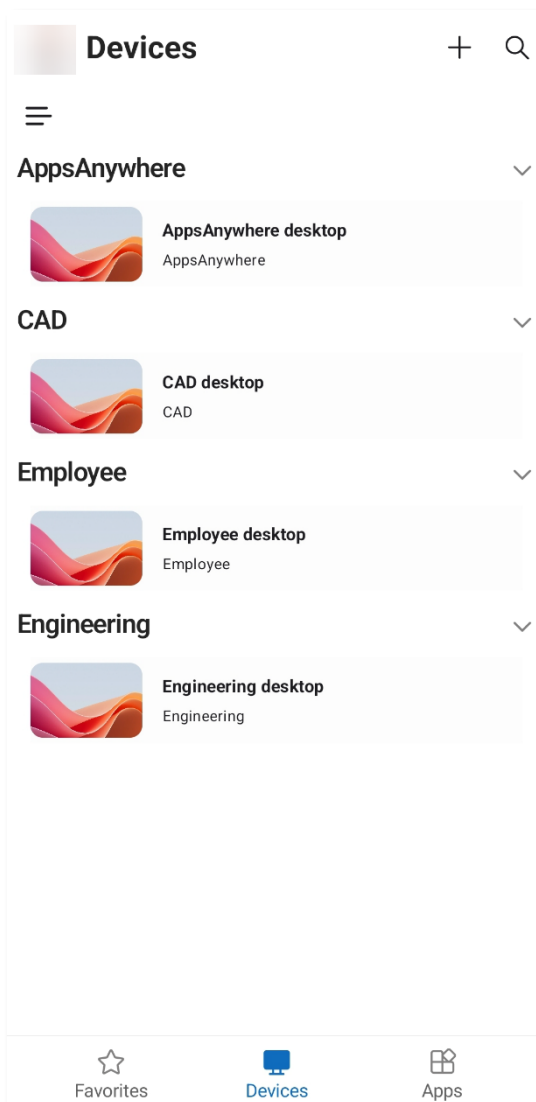 Devices
AppsAnywhere
AppsAnywhere desktop
AppsAnywhere
CAD
CAD desktop
CAD
Employee
Employee desktop
Employee
Engineering
Engineering desktop
Engineering
Favorites
Devices
Apps